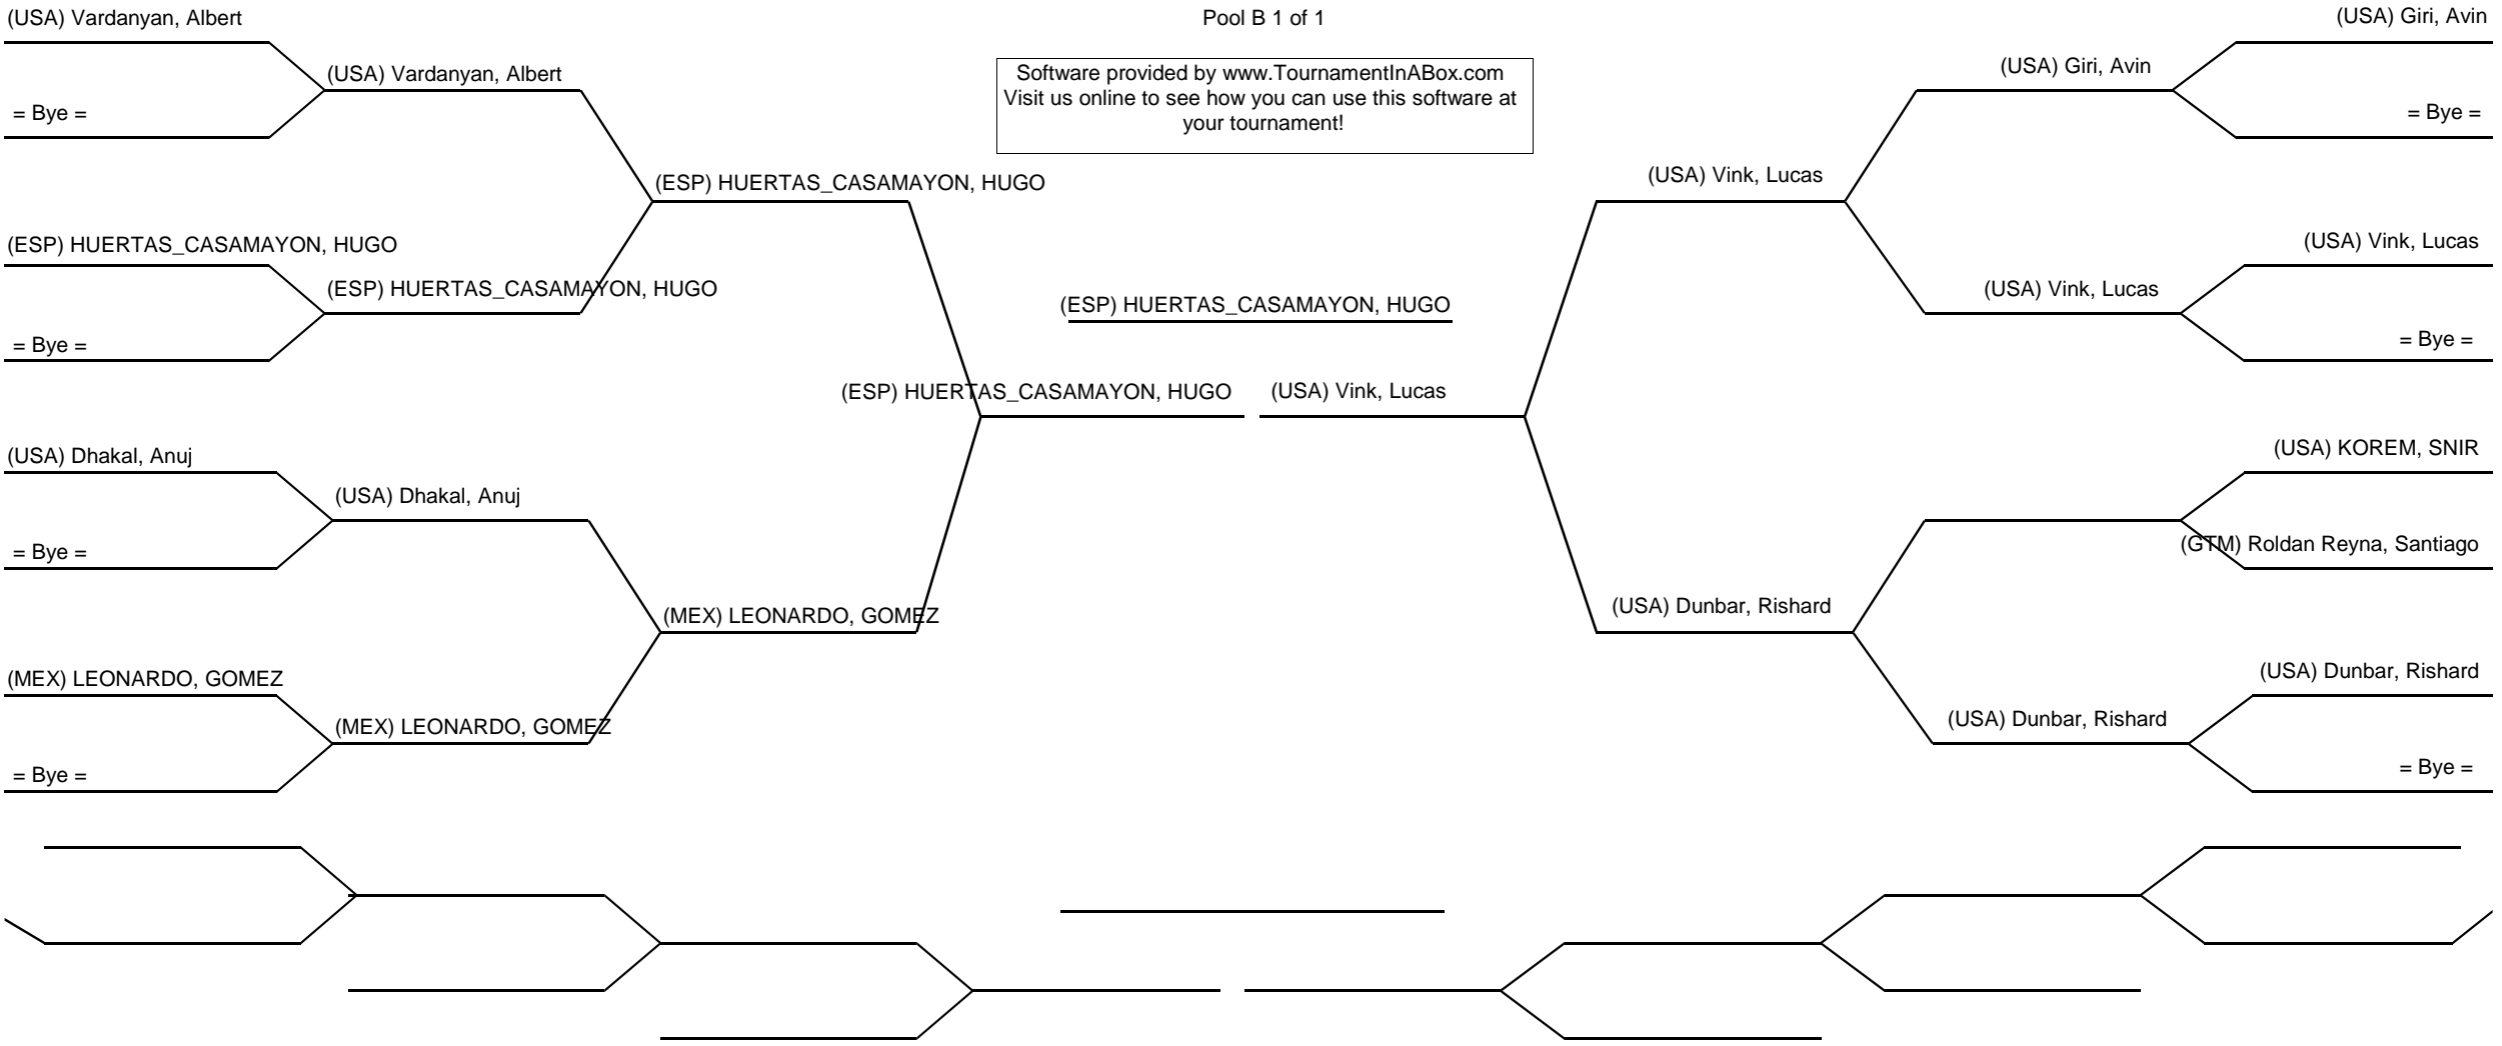 (USA) Vardanyan, Albert
= Bye =
(ESP) HUERTAS_CASAMAYON, HUGO
= Bye =
(USA) Dhakal, Anuj
= Bye =
(MEX) LEONARDO, GOMEZ
= Bye =
(USA) Vardanyan, Albert
(ESP) HUERTAS_CASAMAYON, HUGO
(USA) Dhakal, Anuj
(MEX) LEONARDO, GOMEZ
(ESP) HUERTAS_CASAMAYON, HUGO
(MEX) LEONARDO, GOMEZ
(ESP) HUERTAS_CASAMAYON, HUGO
Pool B 1 of 1
Software provided by www.TournamentInABox.com
Visit us online to see how you can use this software at
your tournament!
(ESP) HUERTAS_CASAMAYON, HUGO
(USA) Vink, Lucas
(USA) Vink, Lucas
(USA) Dunbar, Rishard
(USA) Giri, Avin
(USA) Vink, Lucas
(USA) Dunbar, Rishard
(USA) Giri, Avin
= Bye =
(USA) Vink, Lucas
= Bye =
(USA) KOREM, SNIR
(GTM) Roldan Reyna, Santiago
(USA) Dunbar, Rishard
= Bye =